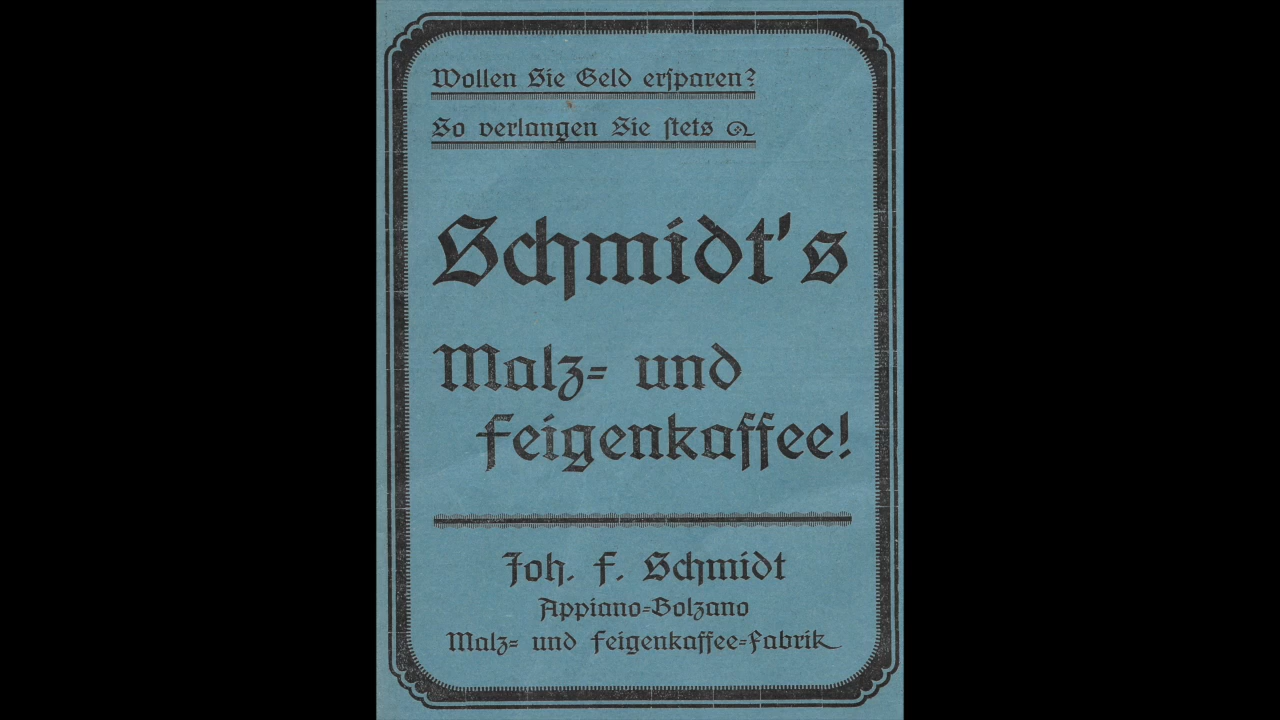 Wollen Sie Geld ersparen?
So verlangen Sie stets
Schmidt's
Malz= und
Feigenkaffee!
Joh. F. Schmidt
Appiano=Bolzano
Malz= und Feigenkaffee=Fabrik